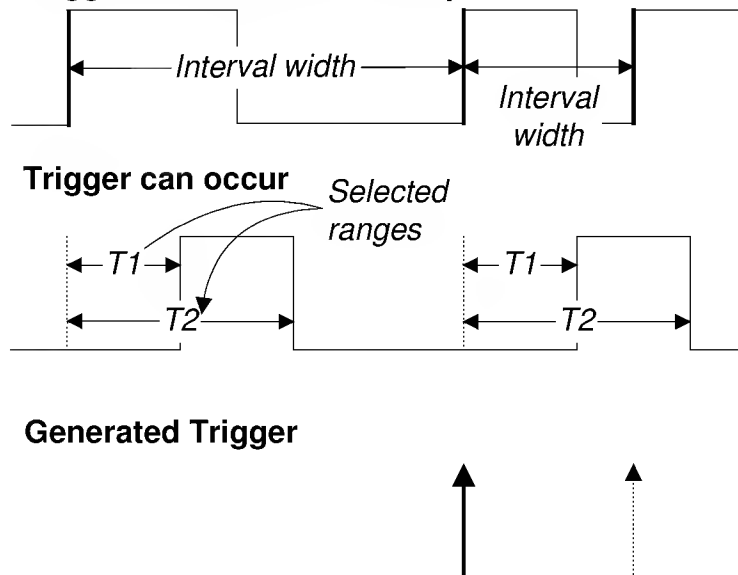 Interval width
Interval
width
Trigger can occur
Selected
ranges
T1
T1
T2
T2
Generated Trigger